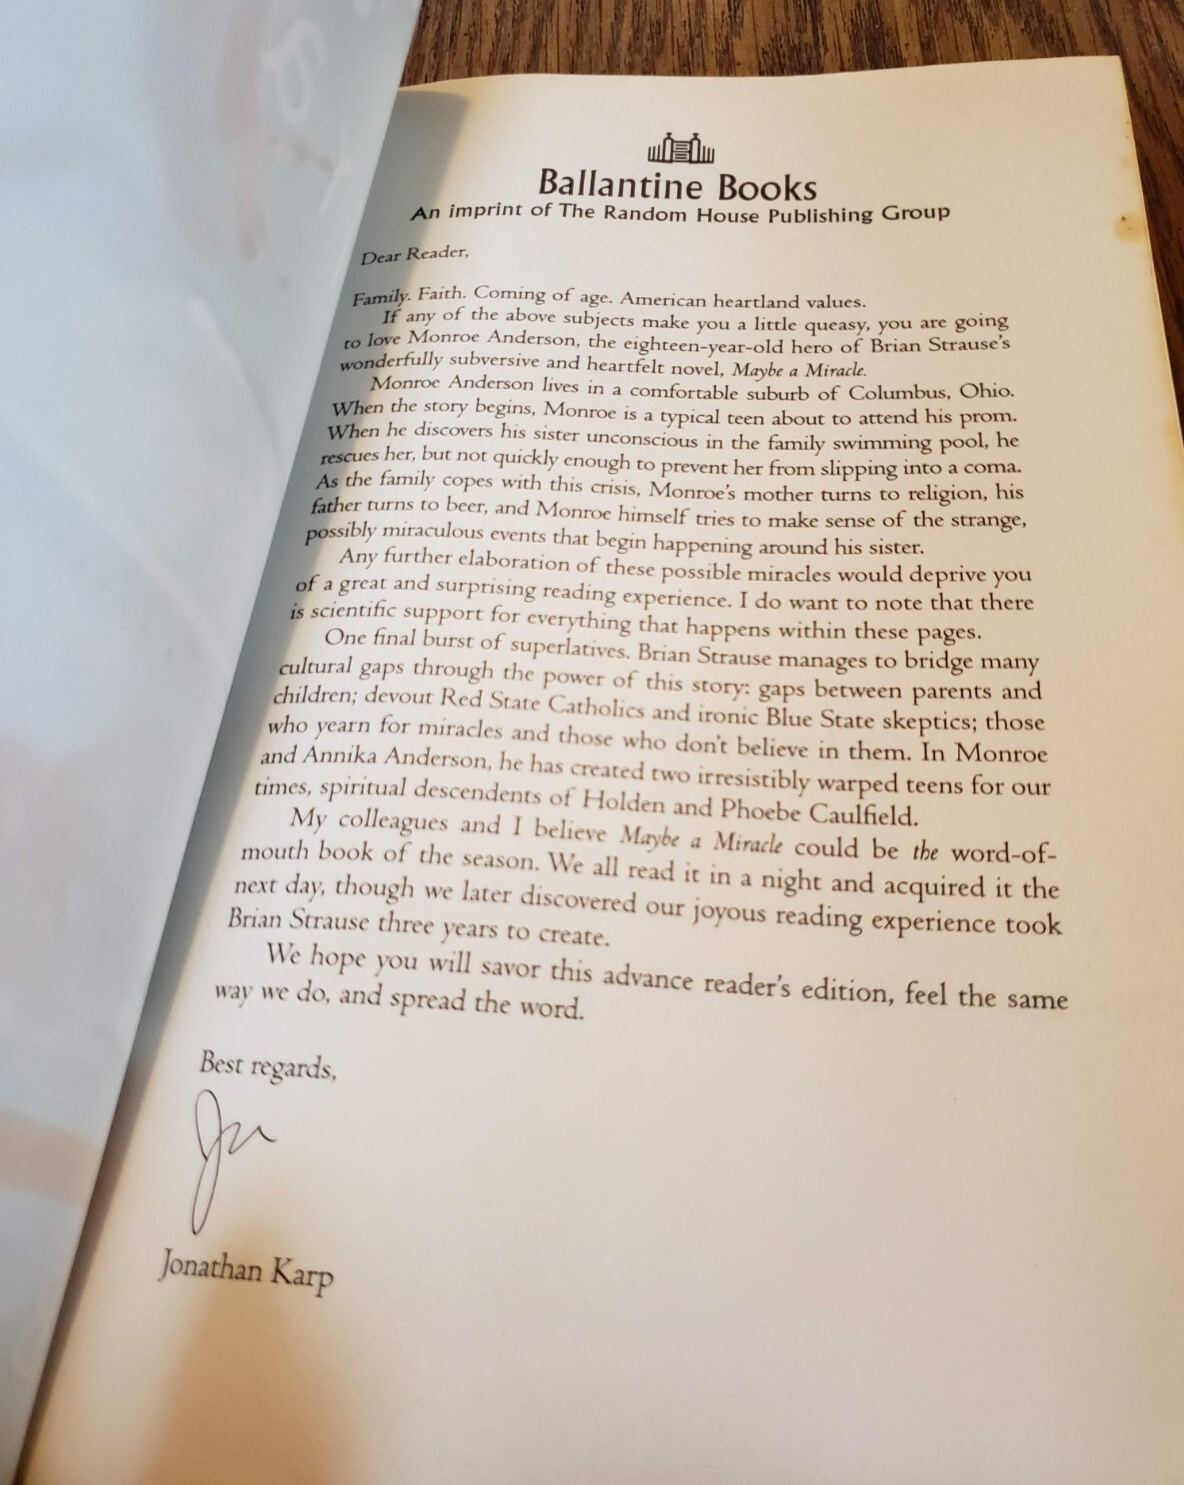 Ballantine Books
An imprint of The Random House Publishing Group
Dear Reader,
Family. Faith. Coming of age. American heartland values.
If any of the above subjects make you a little queasy, you are going
to love Monroe Anderson, the eighteen-year-old hero of Brian Strause's
wonderfully subversive and heartfelt novel, Maybe a Miracle.
Monroe Anderson lives in a comfortable suburb of Columbus, Ohio.
When the story begins, Monroe is a typical teen about to attend his prom.
When he discovers his sister unconscious in the family swimming pool, he
rescues her, but not quickly enough to prevent her from slipping into a coma.
As the family copes with this crisis, Monroe's mother turns to religion, his
father turns to beer, and Monroe himself tries to make sense of the strange,
possibly miraculous events that begin happening around his sister.
Any further elaboration of these possible miracles would deprive you
of a great and surprising reading experience. I do want to note that there
is scientific support for everything that happens within these pages.
One final burst of superlatives. Brian Strause manages to bridge many
cultural gaps through the power of this story: gaps between parents and
children; devout Red State Catholics and ironic Blue State skeptics; those
who yearn for miracles and those who don't believe in them. In Monroe
and Annika Anderson, he has created two irresistibly warped teens for our
times, spiritual descendents of Holden and Phoebe Caulfield.
My colleagues and I believe Maybe a Miracle could be the word-of-
mouth book of the season. We all read it in a night and acquired it the
next day, though we later discovered our joyous reading experience took
Brian Strause three years to create.
We hope you will savor this advance reader's edition, feel the same
way we do, and spread the word.
Best regards,
Jon
Jonathan Karp